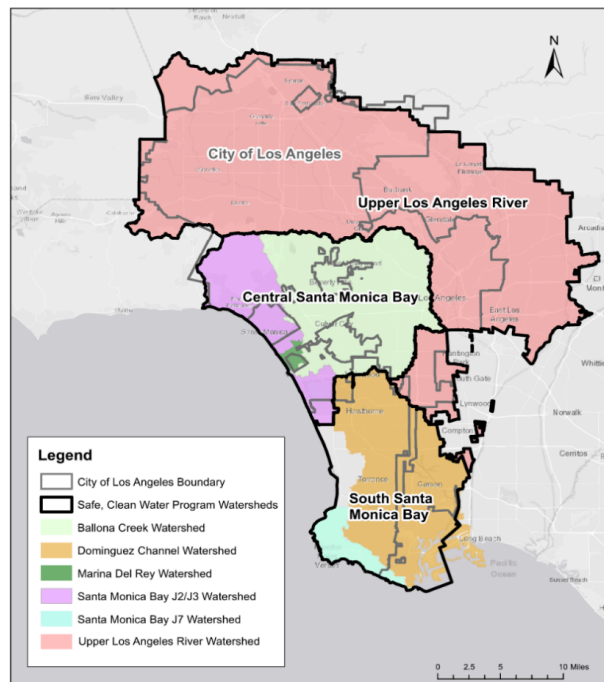 N
Simi Valley
City of Los Angeles
Burbank
Upper Los Angeles River
Glendale
Arcadia
Central Santa Monica Bay
Beverly Hills
Los Angeles
East Los
Angeles
Culver City
Santa Monica
Huntington
Park
South Gate
Lynwood
Whitti
Norwalk
Compton
Hawthorne
Cerritos
Torrance
Carson
South Santa
Monica Bay
Long Beach
Pacific
Ocean
Legend
City of Los Angeles Boundary
Safe, Clean Water Program Watersheds
Ballona Creek Watershed
Dominguez Channel Watershed
Marina Del Rey Watershed
Santa Monica Bay J2/J3 Watershed
Santa Monica Bay J7 Watershed
Upper Los Angeles River Watershed
0 2.5 5 10 Miles